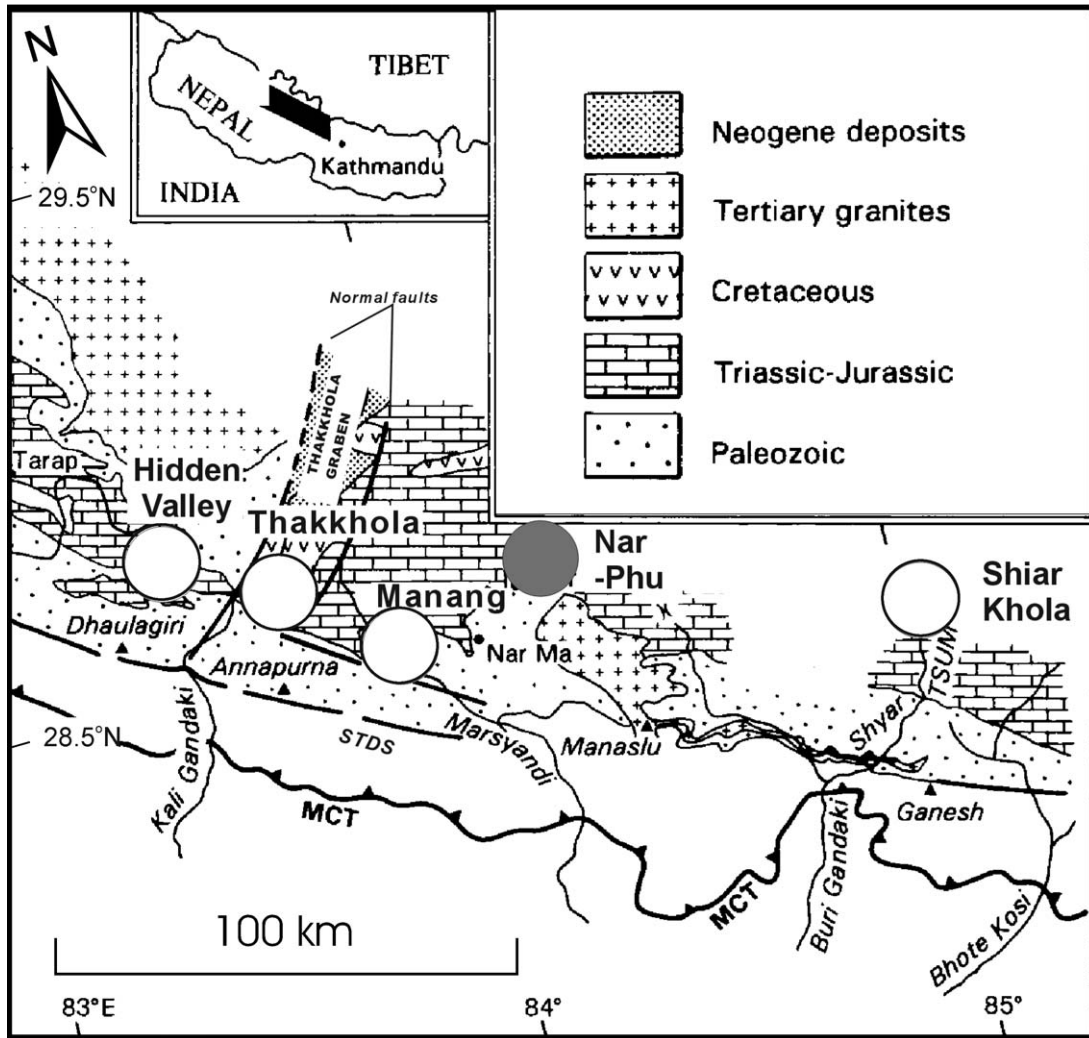 N
TIBET
NEPAL
Kathmandu
INDIA
29.5°N
Neogene deposits
Tertiary granites
Cretaceous
Triassic-Jurassic
Paleozoic
Normal faults
THAKKHOLA
GRABEN
Tarap
Hidden
Valley
Thakkhola
Manang
Nar
-Phu
Shiar
Khola
Dhaulagiri
Annapurna
Nar Ma
TSUM
Shyar
28.5°N
STDS
Marsyandi
Manaslu
Ganesh
Kali Gandaki
MCT
MCT
Buri Gandaki
Bhote Kosi
100 km
83°E
84°
85°